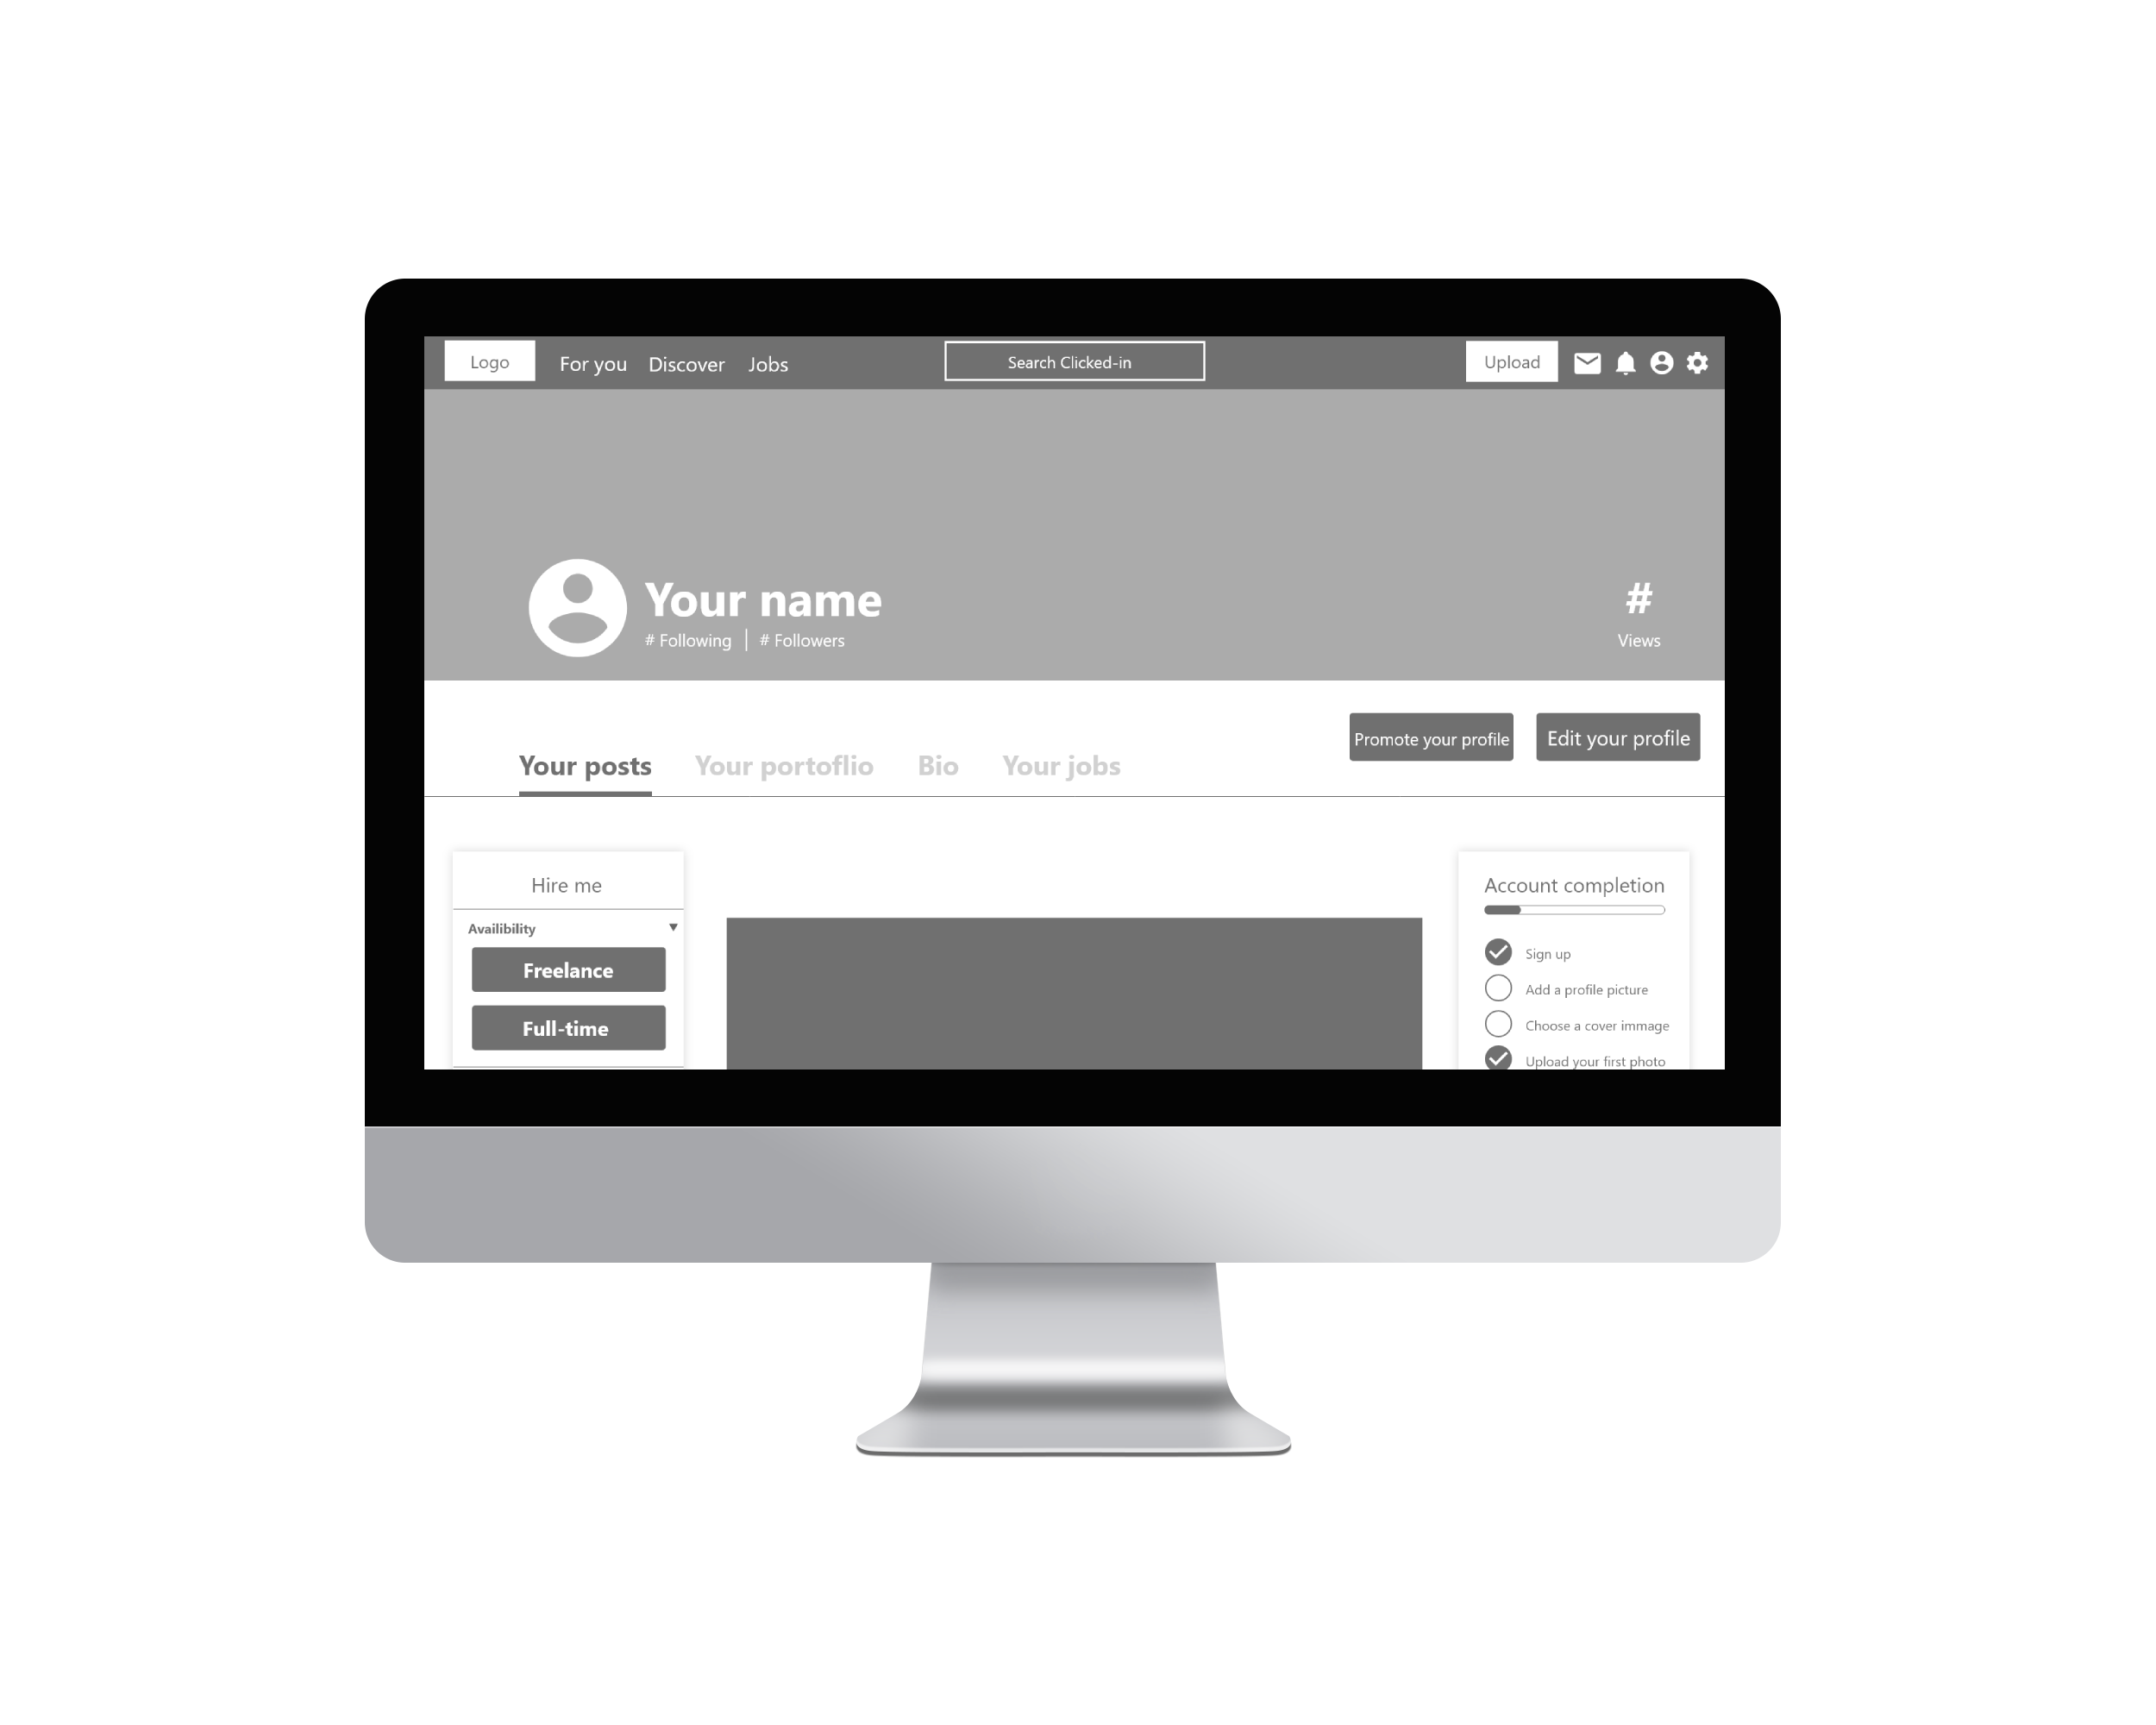 Logo For you Discover Jobs Search Clicked-in Upload
Your name
# Following | # Followers
#
Views
Promote your profile Edit your profile
Your posts Your portoflio Bio Your jobs
Hire me
Availibility
Freelance
Full-time
Account completion
Sign up
Add a profile picture
Choose a cover immage
Upload your first photo